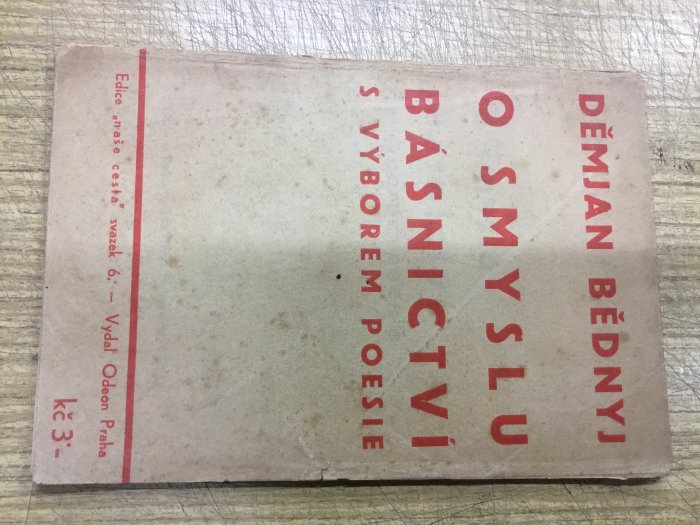 DĚMJAN BĚDNYJ
O SMYSLU
BÁSNICTVÍ
S VÝBOREM POESIE
Edice „naše cesta" svazek 6. — Vydal Odeon Praha
kč 3·-